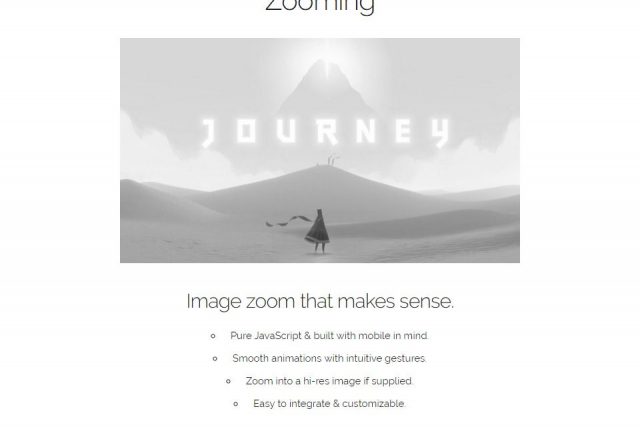 Zooming
JOURNEY
Image zoom that makes sense.
Pure JavaScript & built with mobile in mind.
Smooth animations with intuitive gestures.
Zoom into a hi-res image if supplied.
Easy to integrate & customizable.